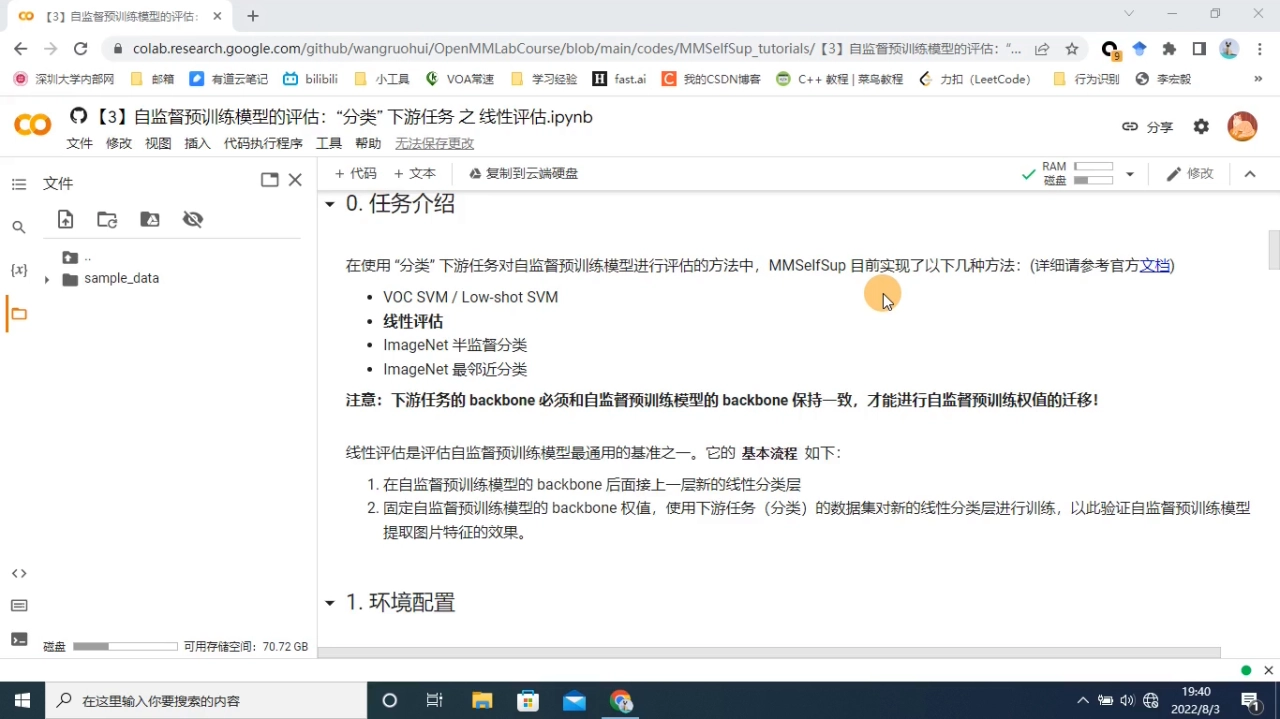 【3】自监督预训练模型的评估：
colab.research.google.com/github/wangruohui/OpenMMLabCourse/blob/main/codes/MMSelfSup_tutorials/【3】自监督预训练模型的评估：“...
9
深圳大学内部网 邮箱 有道云笔记 bilibili 小工具 VOA常速 学习经验 fast.ai 我的CSDN博客 C++ 教程 | 菜鸟教程 力扣（LeetCode） 行为识别 李宏毅 »
【3】自监督预训练模型的评估：“分类” 下游任务 之 线性评估.ipynb
文件 修改 视图 插入 代码执行程序 工具 帮助 无法保存更改
分享
文件
+ 代码 + 文本 复制到云端硬盘
RAM
磁盘
修改
{x}
..
sample_data
0. 任务介绍
在使用 “分类” 下游任务对自监督预训练模型进行评估的方法中，MMSelfSup 目前实现了以下几种方法：(详细请参考官方文档)
• VOC SVM / Low-shot SVM
• 线性评估
• ImageNet 半监督分类
• ImageNet 最邻近分类
注意：下游任务的 backbone 必须和自监督预训练模型的 backbone 保持一致，才能进行自监督预训练权值的迁移！
线性评估是评估自监督预训练模型最通用的基准之一。它的 基本流程 如下：
1. 在自监督预训练模型的 backbone 后面接上一层新的线性分类层
2. 固定自监督预训练模型的 backbone 权值，使用下游任务（分类）的数据集对新的线性分类层进行训练，以此验证自监督预训练模型
提取图片特征的效果。
1. 环境配置
磁盘 可用存储空间：70.72 GB
在这里输入你要搜索的内容
19:40
2022/8/3
1